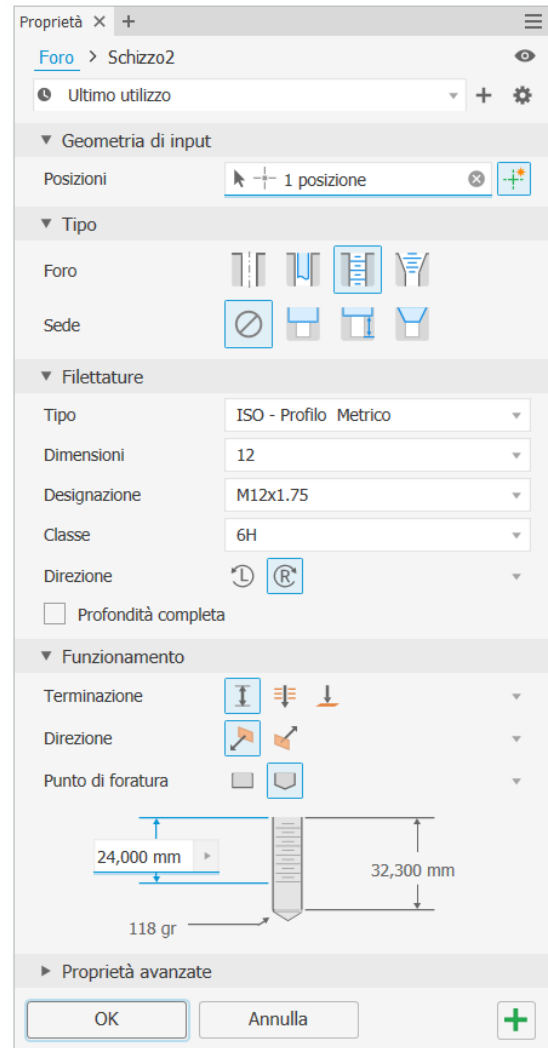 Proprietà × +
Foro > Schizzo2
Ultimo utilizzo
Geometria di input
Posizioni 1 posizione
Tipo
Foro
Sede
Filettature
Tipo ISO - Profilo Metrico
Dimensioni 12
Designazione M12x1.75
Classe 6H
Direzione L R
Profondità completa
Funzionamento
Terminazione
Direzione
Punto di foratura
24,000 mm
32,300 mm
118 gr
Proprietà avanzate
OK Annulla